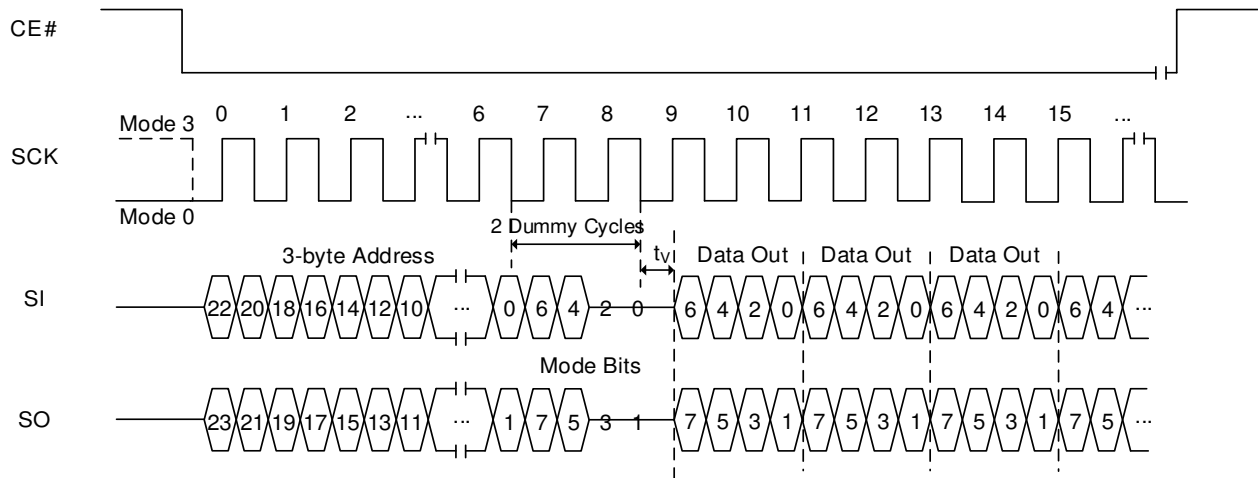 CE#
0 1 2 ... 6 7 8 9 10 11 12 13 14 15 ...
Mode 3
SCK
Mode 0
2 Dummy Cycles
3-byte Address tV Data Out Data Out Data Out
SI 22 20 18 16 14 12 10 ... 0 6 4 2 0 6 4 2 0 6 4 2 0 6 4 2 0 6 4 ...
Mode Bits
SO 23 21 19 17 15 13 11 ... 1 7 5 3 1 7 5 3 1 7 5 3 1 7 5 3 1 7 5 ...